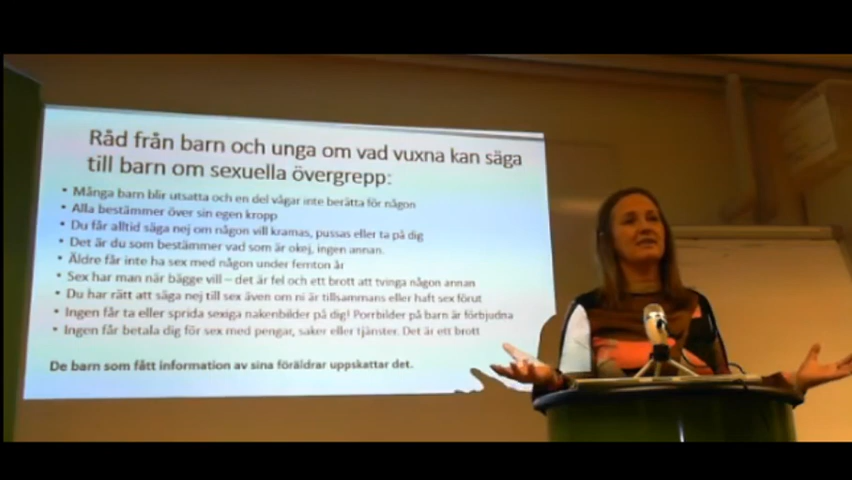 Råd från barn och unga om vad vuxna kan säga
till barn om sexuella övergrepp:
• Många barn blir utsatta och en del vågar inte berätta för någon
• Alla bestämmer över sin egen kropp
• Du får alltid säga nej om någon vill kramas, pussas eller ta på dig
• Det är du som bestämmer vad som är okej, ingen annan.
• Äldre får inte ha sex med någon under femton år
• Sex har man när bägge vill – det är fel och ett brott att tvinga någon annan
• Du har rätt att säga nej till sex även om ni är tillsammans eller haft sex förut
• Ingen får ta eller sprida sexiga nakenbilder på dig! Porrbilder på barn är förbjudna
• Ingen får betala dig för sex med pengar, saker eller tjänster. Det är ett brott
De barn som fått information av sina föräldrar uppskattar det.